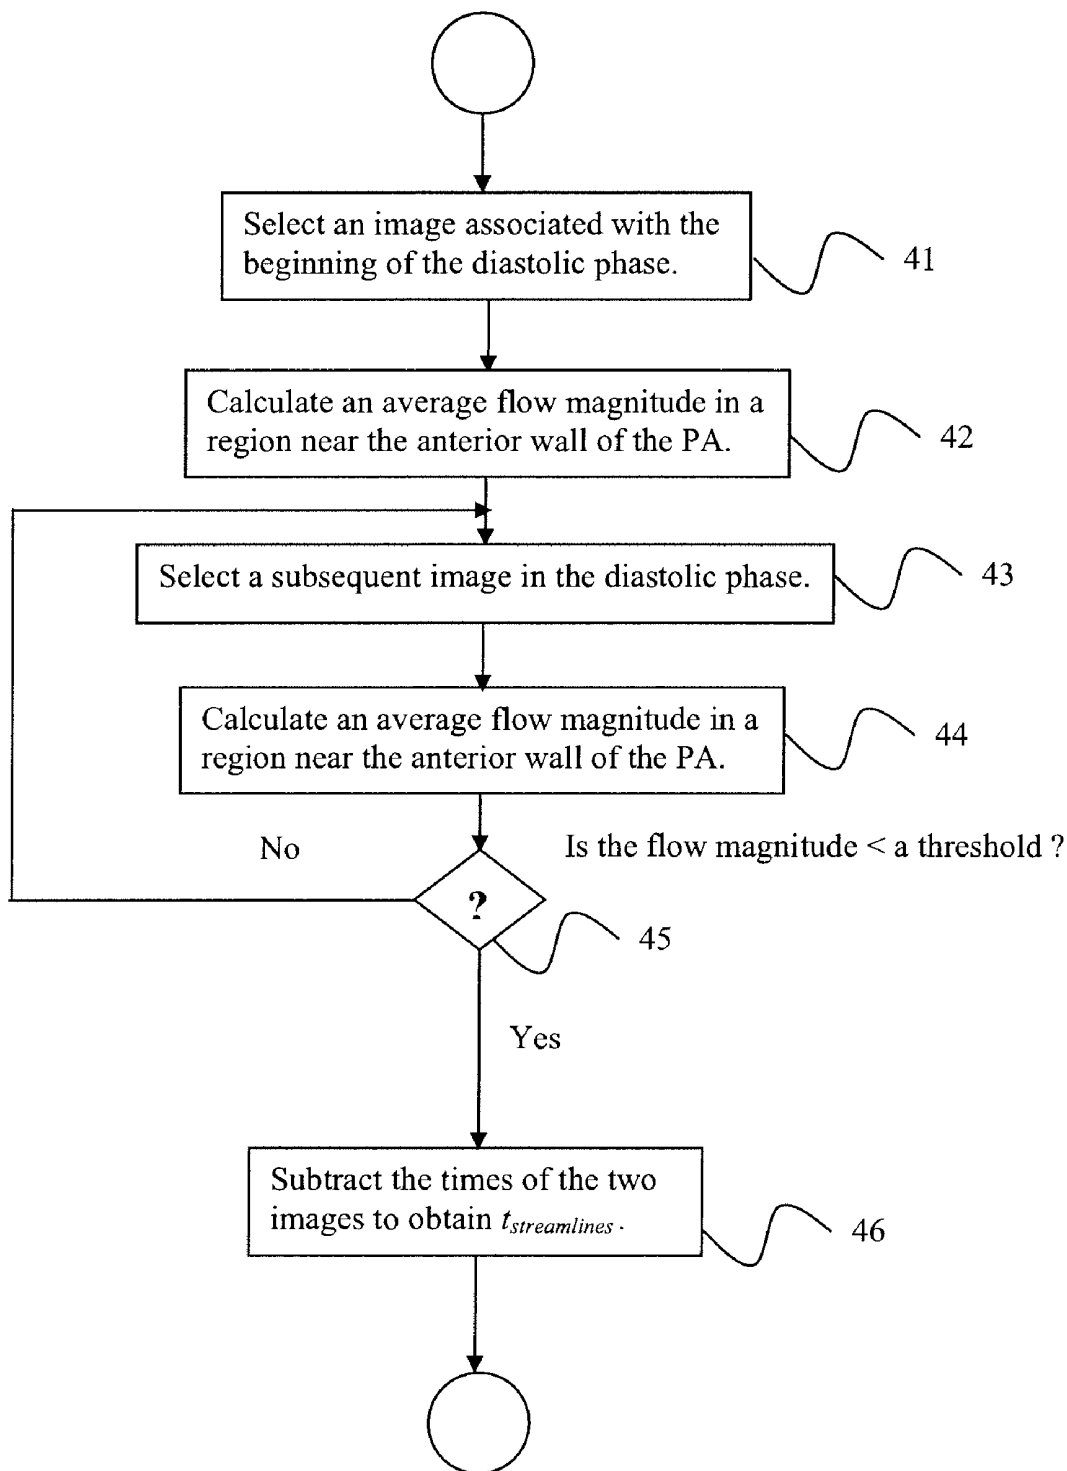 Select an image associated with the
beginning of the diastolic phase.
41
Calculate an average flow magnitude in a
region near the anterior wall of the PA.
42
Select a subsequent image in the diastolic phase.
43
Calculate an average flow magnitude in a
region near the anterior wall of the PA.
44
No
Is the flow magnitude < a threshold ?
?
45
Yes
Subtract the times of the two
images to obtain t streamlines .
46